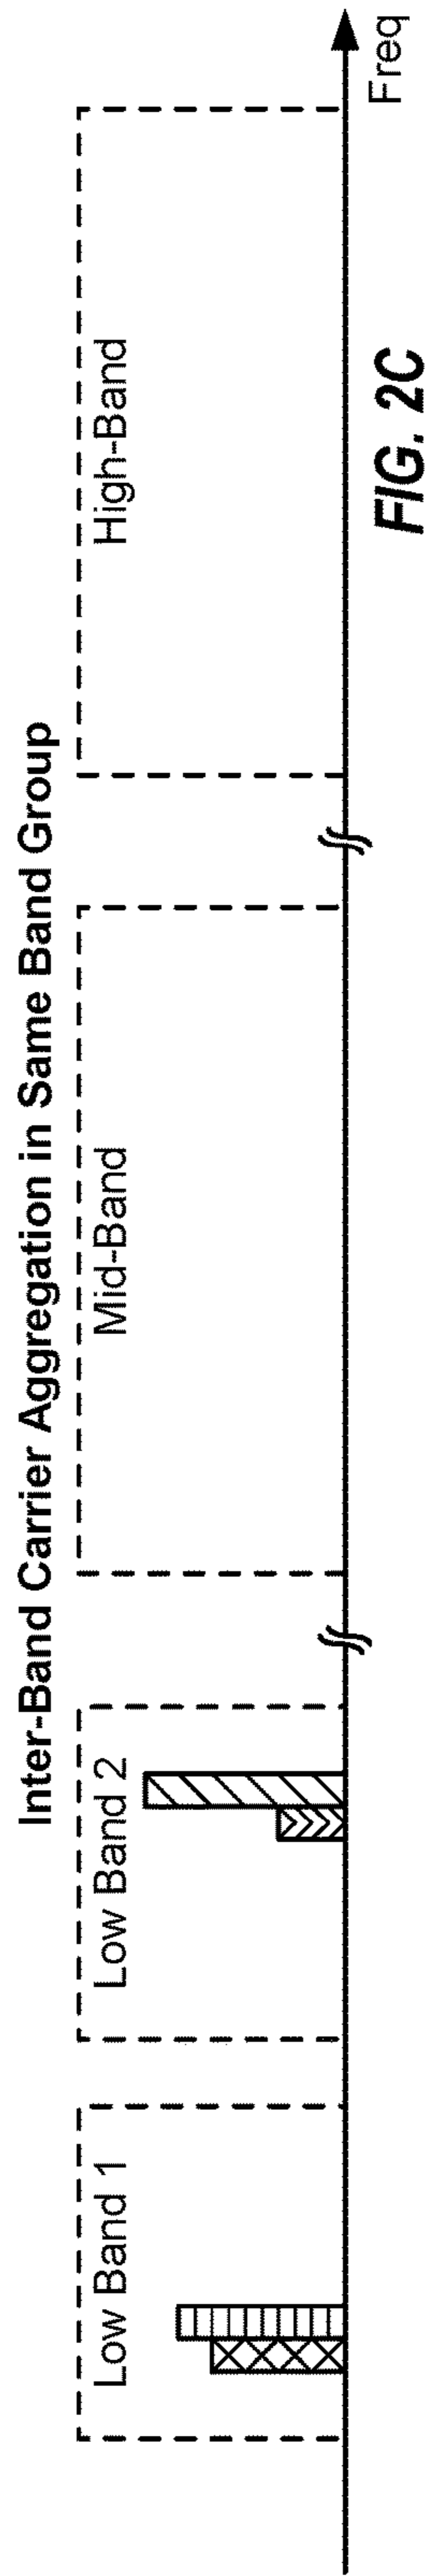 Inter-Band Carrier Aggregation in Same Band Group
Low Band 1
Low Band 2
Mid-Band
High-Band
Freq
FIG. 2C